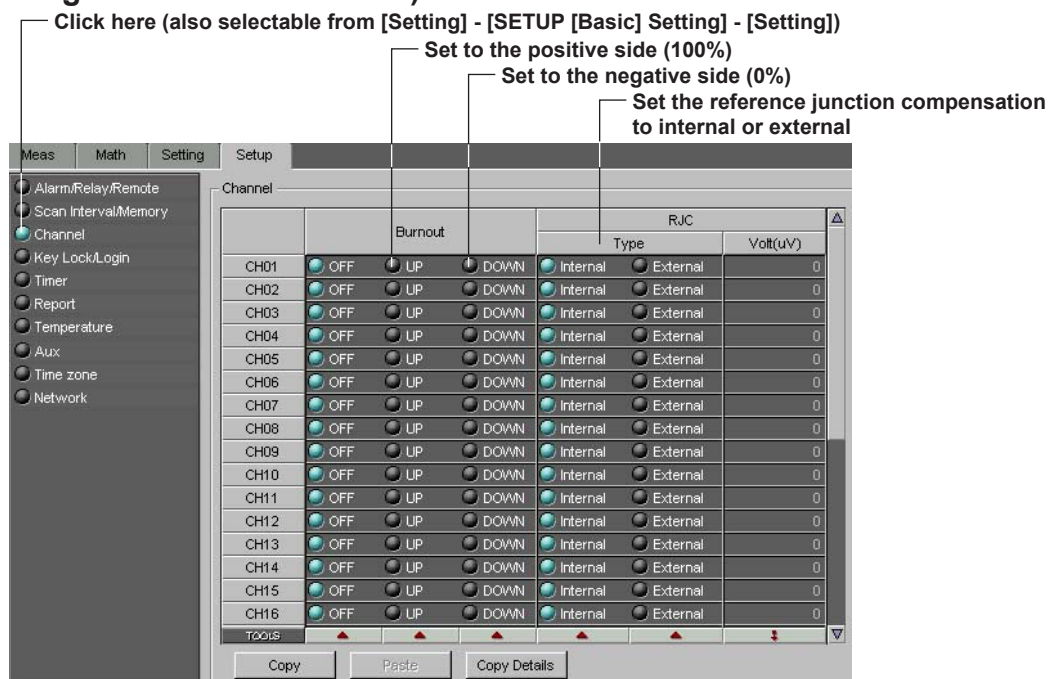 Click here (also selectable from [Setting] - [SETUP [Basic] Setting] - [Setting])
Set to the positive side (100%)
Set to the negative side (0%)
Set the reference junction compensation
to internal or external
Meas Math Setting Setup
Alarm/Relay/Remote
Scan Interval/Memory
Channel
Key Lock/Login
Timer
Report
Temperature
Aux
Time zone
Network
Channel
Burnout RJC
Type Volt(uV)
CH01 OFF UP DOWN Internal External 0
CH02 OFF UP DOWN Internal External 0
CH03 OFF UP DOWN Internal External 0
CH04 OFF UP DOWN Internal External 0
CH05 OFF UP DOWN Internal External 0
CH06 OFF UP DOWN Internal External 0
CH07 OFF UP DOWN Internal External 0
CH08 OFF UP DOWN Internal External 0
CH09 OFF UP DOWN Internal External 0
CH10 OFF UP DOWN Internal External 0
CH11 OFF UP DOWN Internal External 0
CH12 OFF UP DOWN Internal External 0
CH13 OFF UP DOWN Internal External 0
CH14 OFF UP DOWN Internal External 0
CH15 OFF UP DOWN Internal External 0
CH16 OFF UP DOWN Internal External 0
TOOLS
Copy Paste Copy Details